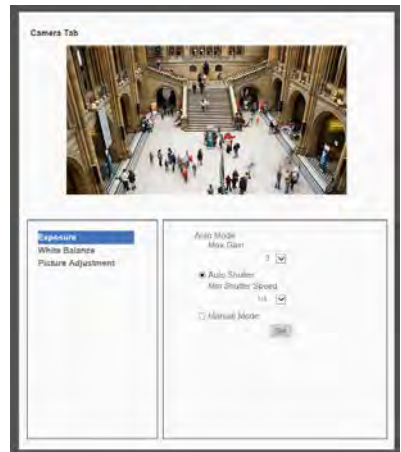 Camera Tab
Exposure
White Balance
Picture Adjustment
Auto Mode
Max Gain
3
Auto Shutter
Min Shutter Speed
Manual Mode
Set